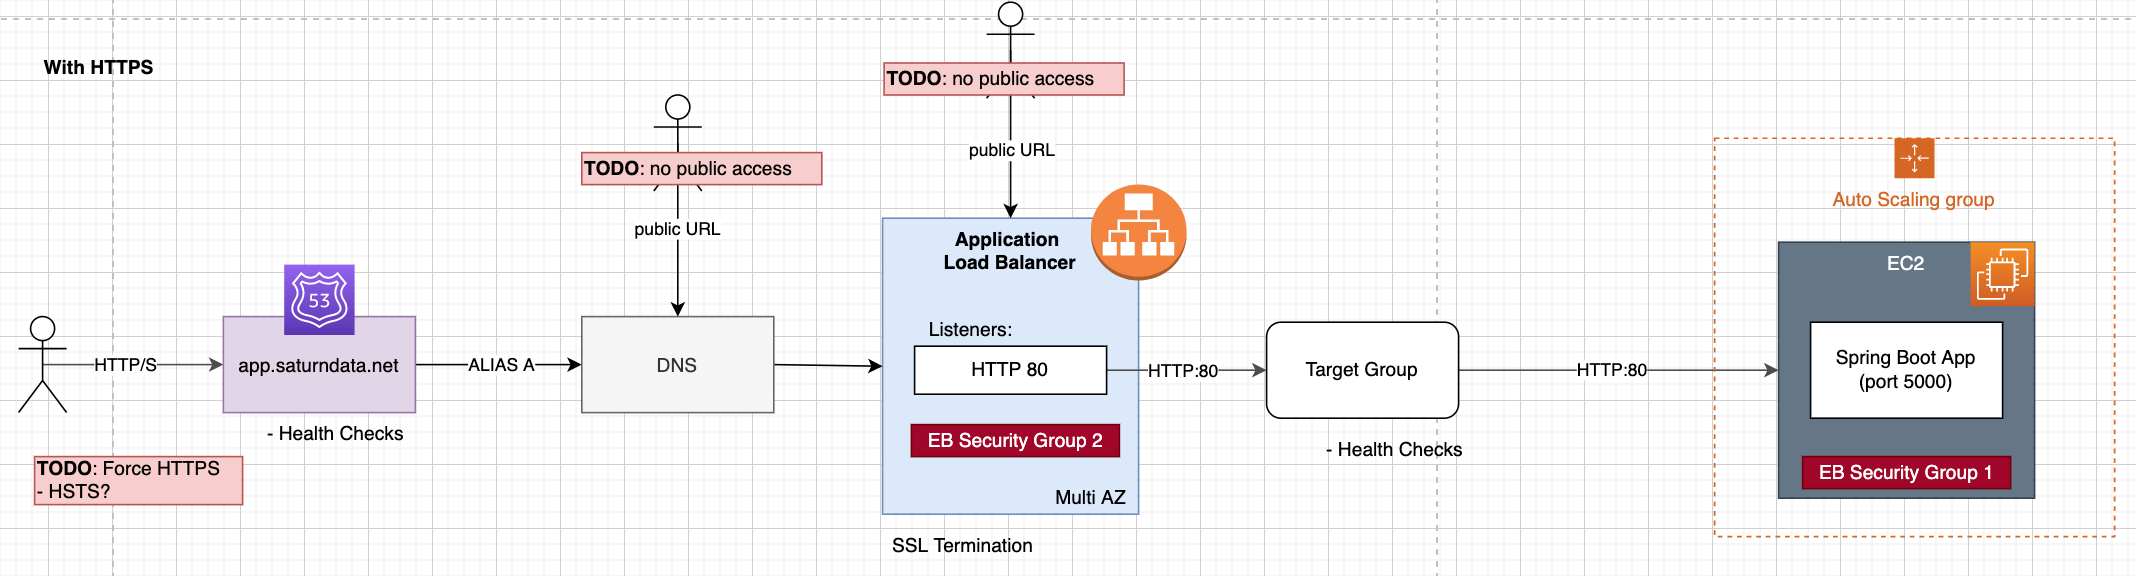 With HTTPS
TODO: no public access
public URL
TODO: no public access
public URL
HTTP/S
53
app.saturndata.net
- Health Checks
TODO: Force HTTPS
- HSTS?
ALIAS A
DNS
Application
Load Balancer
Listeners:
HTTP 80
EB Security Group 2
Multi AZ
SSL Termination
HTTP:80
Target Group
- Health Checks
HTTP:80
Auto Scaling group
EC2
Spring Boot App
(port 5000)
EB Security Group 1